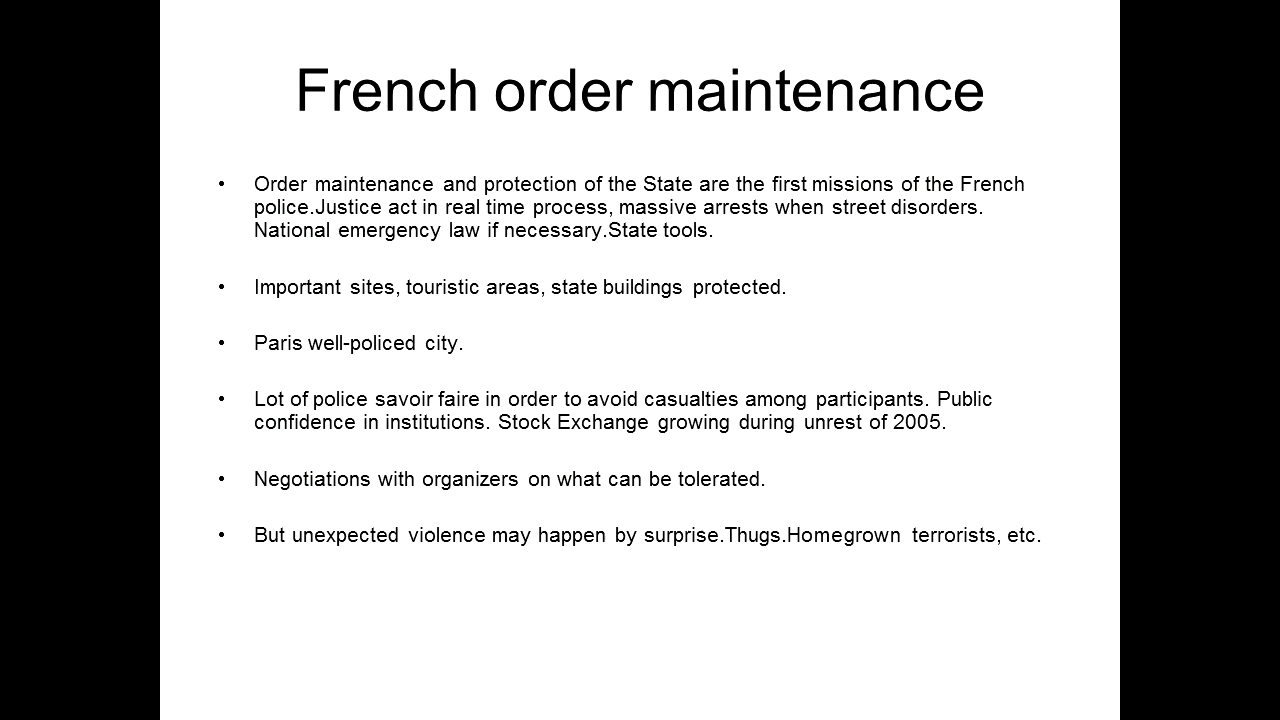 French order maintenance
• Order maintenance and protection of the State are the first missions of the French
police.Justice act in real time process, massive arrests when street disorders.
National emergency law if necessary.State tools.
• Important sites, touristic areas, state buildings protected.
• Paris well-policed city.
• Lot of police savoir faire in order to avoid casualties among participants. Public
confidence in institutions. Stock Exchange growing during unrest of 2005.
• Negotiations with organizers on what can be tolerated.
• But unexpected violence may happen by surprise.Thugs.Homegrown terrorists, etc.